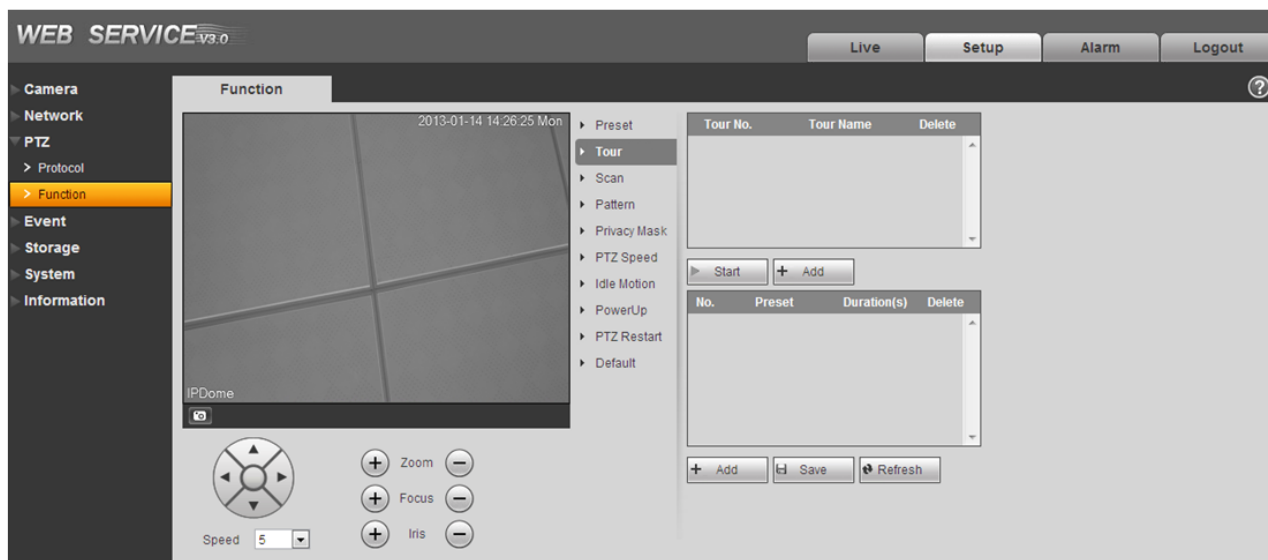 WEB SERVICE V3.0
Live Setup Alarm Logout
Camera
Network
PTZ
Protocol
Function
Event
Storage
System
Information
Function
2013-01-14 14:26:25 Mon
IPDome
Speed 5
Zoom
Focus
Iris
Preset
Tour
Scan
Pattern
Privacy Mask
PTZ Speed
Idle Motion
PowerUp
PTZ Restart
Default
Tour No. Tour Name Delete
Start Add
No. Preset Duration(s) Delete
Add Save Refresh